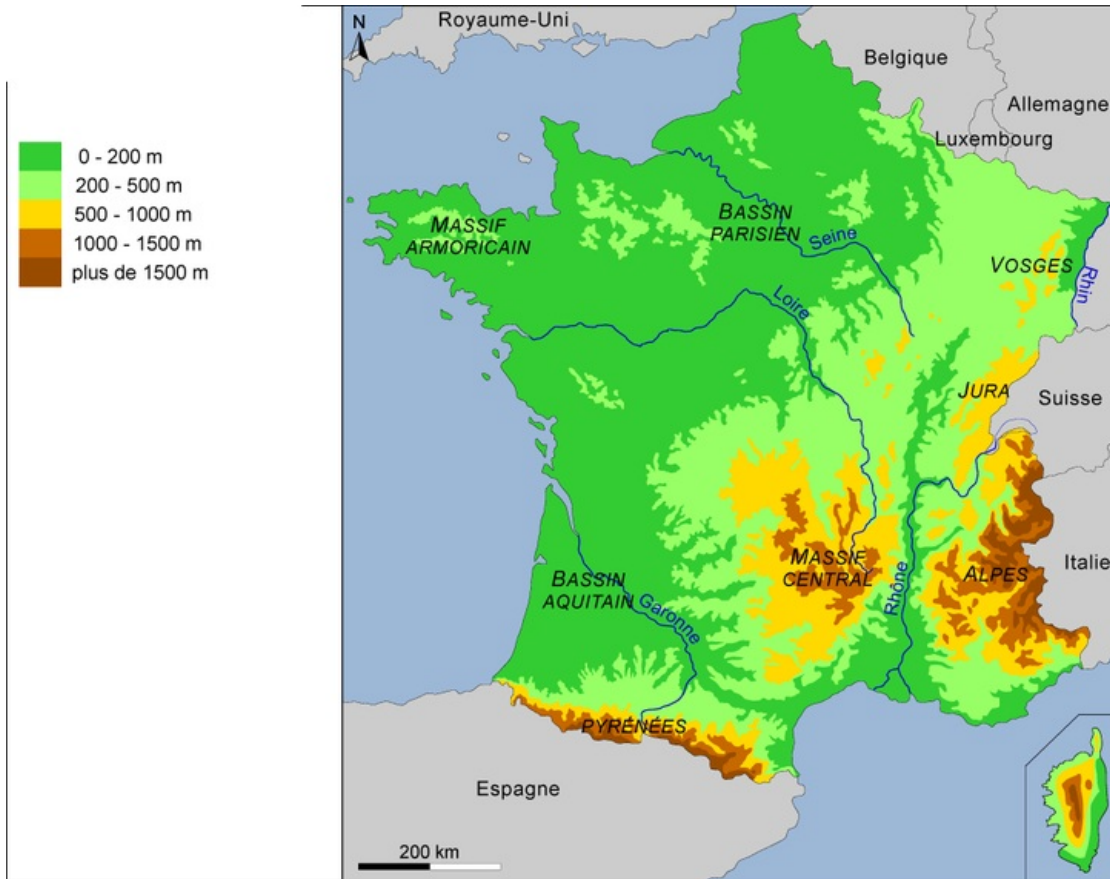 N
Royaume-Uni
Belgique
Allemagne
Luxembourg
0 - 200 m
200 - 500 m
500 - 1000 m
1000 - 1500 m
plus de 1500 m
MASSIF
ARMORICAIN
BASSIN
PARISIEN
Seine
VOSGES
Rhin
Loire
JURA
Suisse
MASSIF
CENTRAL
Rhône
ALPES
Italie
BASSIN
AQUITAIN
Garonne
PYRÉNÉES
Espagne
200 km